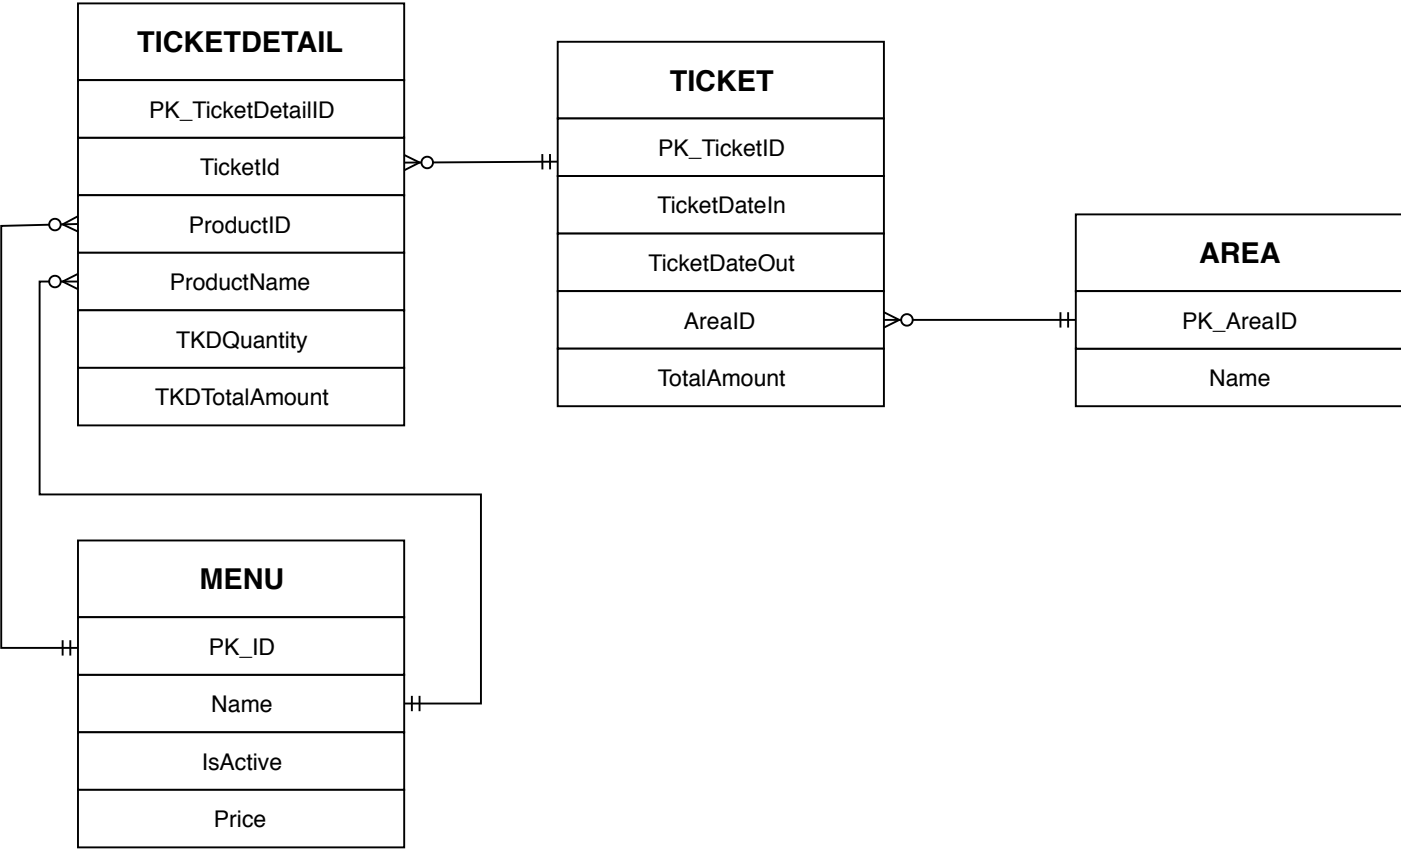 TICKETDETAIL
PK_TicketDetailID
TicketId
ProductID
ProductName
TKDQuantity
TKDTotalAmount
TICKET
PK_TicketID
TicketDateIn
TicketDateOut
AreaID
TotalAmount
AREA
PK_AreaID
Name
MENU
PK_ID
Name
IsActive
Price